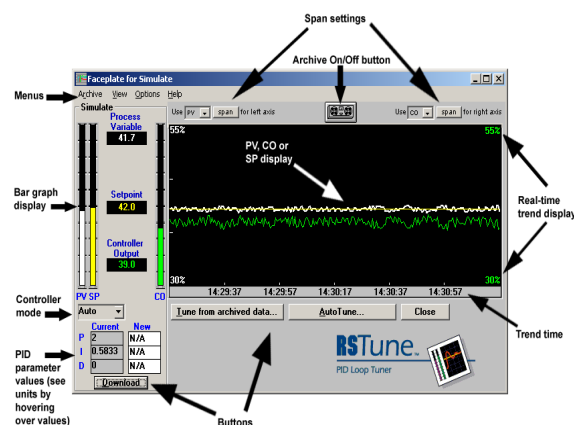 Span settings
Archive On/Off button
Faceplate for Simulate
Menus
Archive View Options Help
Simulate
Process
Variable
41.7
Use PV span for left axis
Use CO span for right axis
55%
55%
PV, CO or
SP display
Bar graph
display
Setpoint
42.0
Real-time
trend display
Controller
Output
39.0
30%
30%
PV SP CO
14:29:37 14:29:57 14:30:17 14:30:37 14:30:57
Controller
mode
Auto
Tune from archived data... AutoTune... Close
Trend time
Current New
P 2 N/A
I 0.5833 N/A
D 0 N/A
PID
parameter
values (see
units by
hovering
over values)
Download
RSTune™
PID Loop Tuner
Buttons